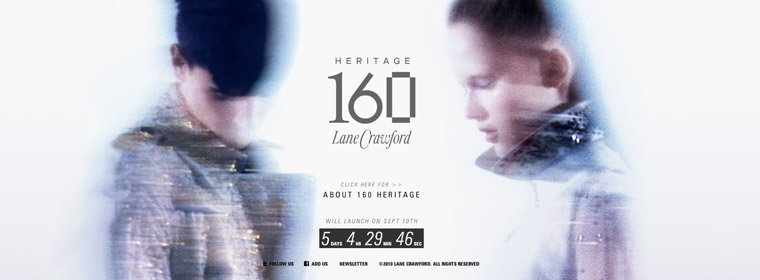 HERITAGE
160
Lane Crawford
CLICK HERE FOR >>
ABOUT 160 HERITAGE
WILL LAUNCH ON SEPT 10TH
5 DAYS 4 HR 29 MIN 46 SEC
FOLLOW US ADD US NEWSLETTER ©2010 LANE CRAWFORD. ALL RIGHTS RESERVED